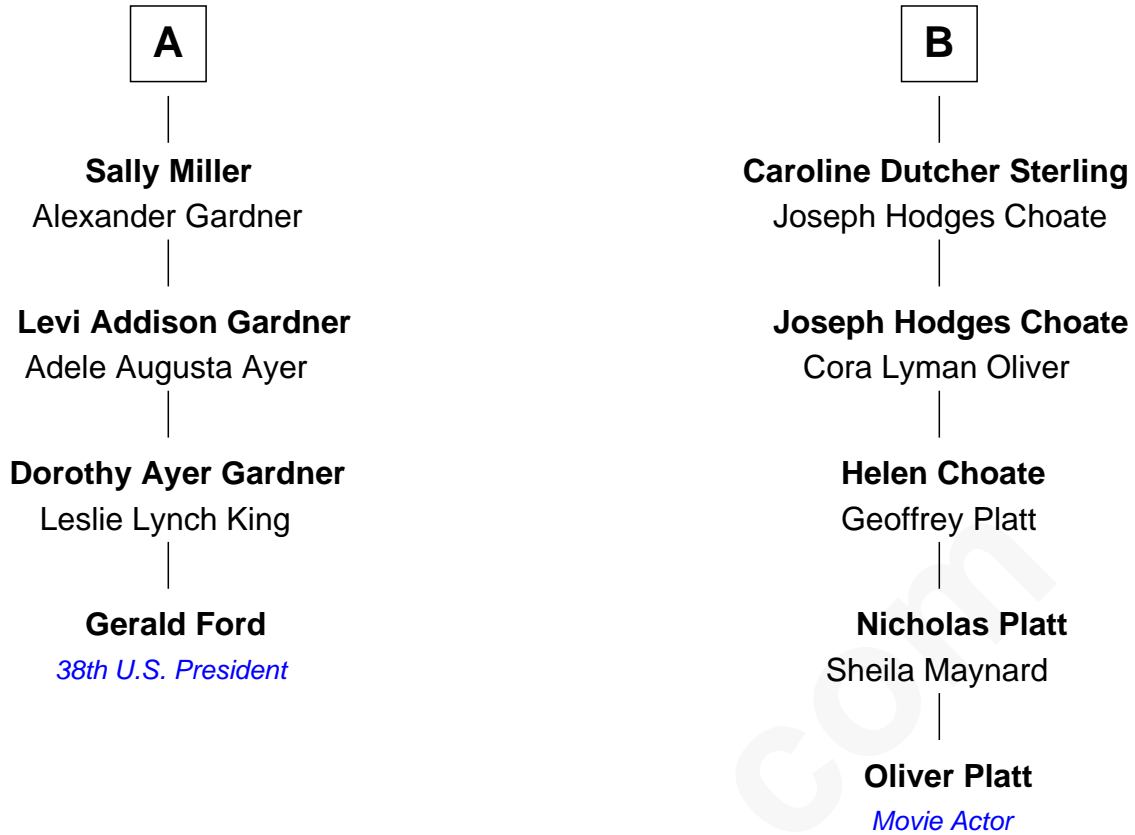 A
Sally Miller
Alexander Gardner
Levi Addison Gardner
Adele Augusta Ayer
Dorothy Ayer Gardner
Leslie Lynch King
Gerald Ford
38th U.S. President
B
Caroline Dutcher Sterling
Joseph Hodges Choate
Joseph Hodges Choate
Cora Lyman Oliver
Helen Choate
Geoffrey Platt
Nicholas Platt
Sheila Maynard
Oliver Platt
Movie Actor
com